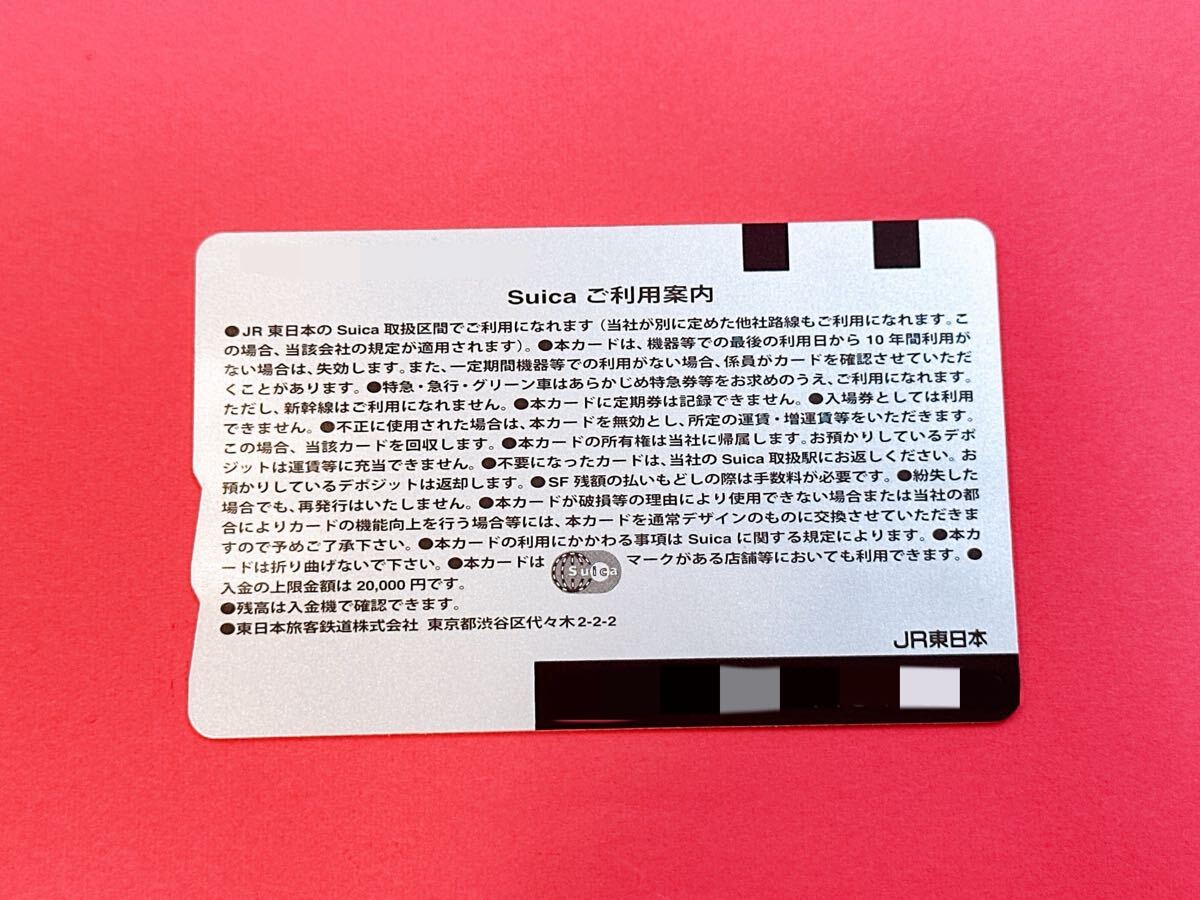 Suica ご利用案内
●JR 東日本の Suica 取扱区間でご利用になれます（当社が別に定めた他社路線もご利用になれます。こ
の場合、当該会社の規定が適用されます）。●本カードは、機器等での最後の利用日から 10 年間利用が
ない場合は、失効します。また、一定期間機器等での利用がない場合、係員がカードを確認させていただ
くことがあります。●特急・急行・グリーン車はあらかじめ特急券等をお求めのうえ、ご利用になれます。
ただし、新幹線はご利用になれません。●本カードに定期券は記録できません。●入場券としては利用
できません。●不正に使用された場合は、本カードを無効とし、所定の運賃・増運賃等をいただきます。
この場合、当該カードを回収します。●本カードの所有権は当社に帰属します。お預かりしているデポ
ジットは運賃等に充当できません。●不要になったカードは、当社の Suica 取扱駅にお返しください。お
預かりしているデポジットは返却します。●SF 残額の払いもどしの際は手数料が必要です。●紛失した
場合でも、再発行はいたしません。●本カードが破損等の理由により使用できない場合または当社の都
合によりカードの機能向上を行う場合等には、本カードを通常デザインのものに交換させていただきま
すので予めご了承下さい。●本カードの利用にかかわる事項は Suica に関する規定によります。●本カ
ードは折り曲げないで下さい。●本カードは Suica マークがある店舗等においても利用できます。●
入金の上限金額は 20,000 円です。
●残高は入金機で確認できます。
●東日本旅客鉄道株式会社 東京都渋谷区代々木2-2-2
JR東日本